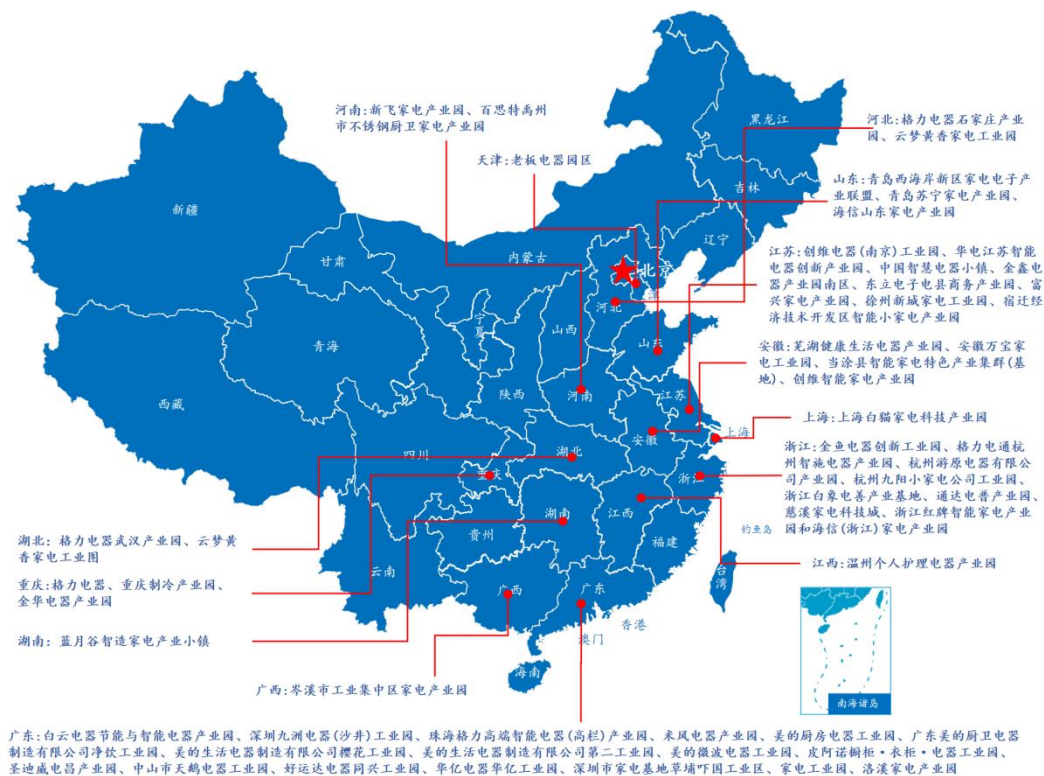 河南:新飞家电产业园、百思特禹州
市不锈钢厨卫家电产业园
天津:老板电器园区
河北:格力电器石家庄产业
园、云梦黄香家电工业园
山东:青岛西海岸新区家电电子产
业联盟、青岛苏宁家电产业园、
海信山东家电产业园
江苏:创维电器(南京)工业园、华电江苏智能
电器创新产业园、中国智慧电器小镇、金鑫电
器产业园南区、东立电子电县商务产业园、富
兴家电产业园、徐州新城家电工业园、宿迁经
济技术开发区智能小家电产业园
安徽:芜湖健康生活电器产业园、安徽万宝家
电工业园、当涂县智能家电特色产业集群(基
地)、创维智能家电产业园
上海:上海白猫家电科技产业园
浙江:金鱼电器创新工业园、格力电通杭
州智施电器产业园、杭州游原电器有限公
司产业园、杭州九阳小家电公司工业园、
浙江白象电善产业基地、通达电普产业园、
慈溪家电科技城、浙江红牌智能家电产业
园和海信(浙江)家电产业园
江西:温州个人护理电器产业园
湖北: 格力电器武汉产业园、云梦黄
香家电工业图
重庆:格力电器、重庆制冷产业园、
金华电器产业园
湖南: 蓝月谷智造家电产业小镇
广西:岑溪市工业集中区家电产业园
黑龙江
吉林
辽宁
新疆
甘肃
内蒙古
北京
津
河北
宁夏
山西
山东
青海
陕西
河南
江苏
西藏
安徽
上海
四川
重庆
湖北
浙江
湖南
江西
贵州
福建
钓鱼岛
云南
广西
广东
台湾
香港
澳门
海南
南海诸岛
广东:白云电器节能与智能电器产业园、深圳九洲电器(沙井)工业园、珠海格力高端智能电器(高栏)产业园、来风电器产业园、美的厨房电器工业园、广东美的厨卫电器
制造有限公司净饮工业园、美的生活电器制造有限公司樱花工业园、美的生活电器制造有限公司第二工业园、美的微波电器工业园、皮阿诺橱柜·衣柜·电器工业园、
圣迪威电昌产业园、中山市天鹅电器工业园、好运达电器同兴工业园、华亿电器华亿工业园、深圳市家电基地草埔吓围工业区、家电工业园、洛溪家电产业园